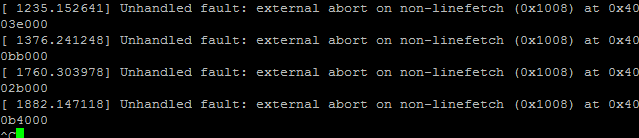 [ 1235.152641] Unhandled fault: external abort on non-linefetch (0x1008) at 0x40
03e000
[ 1376.241248] Unhandled fault: external abort on non-linefetch (0x1008) at 0x40
0bb000
[ 1760.303978] Unhandled fault: external abort on non-linefetch (0x1008) at 0x40
02b000
[ 1882.147118] Unhandled fault: external abort on non-linefetch (0x1008) at 0x40
0b4000
^C